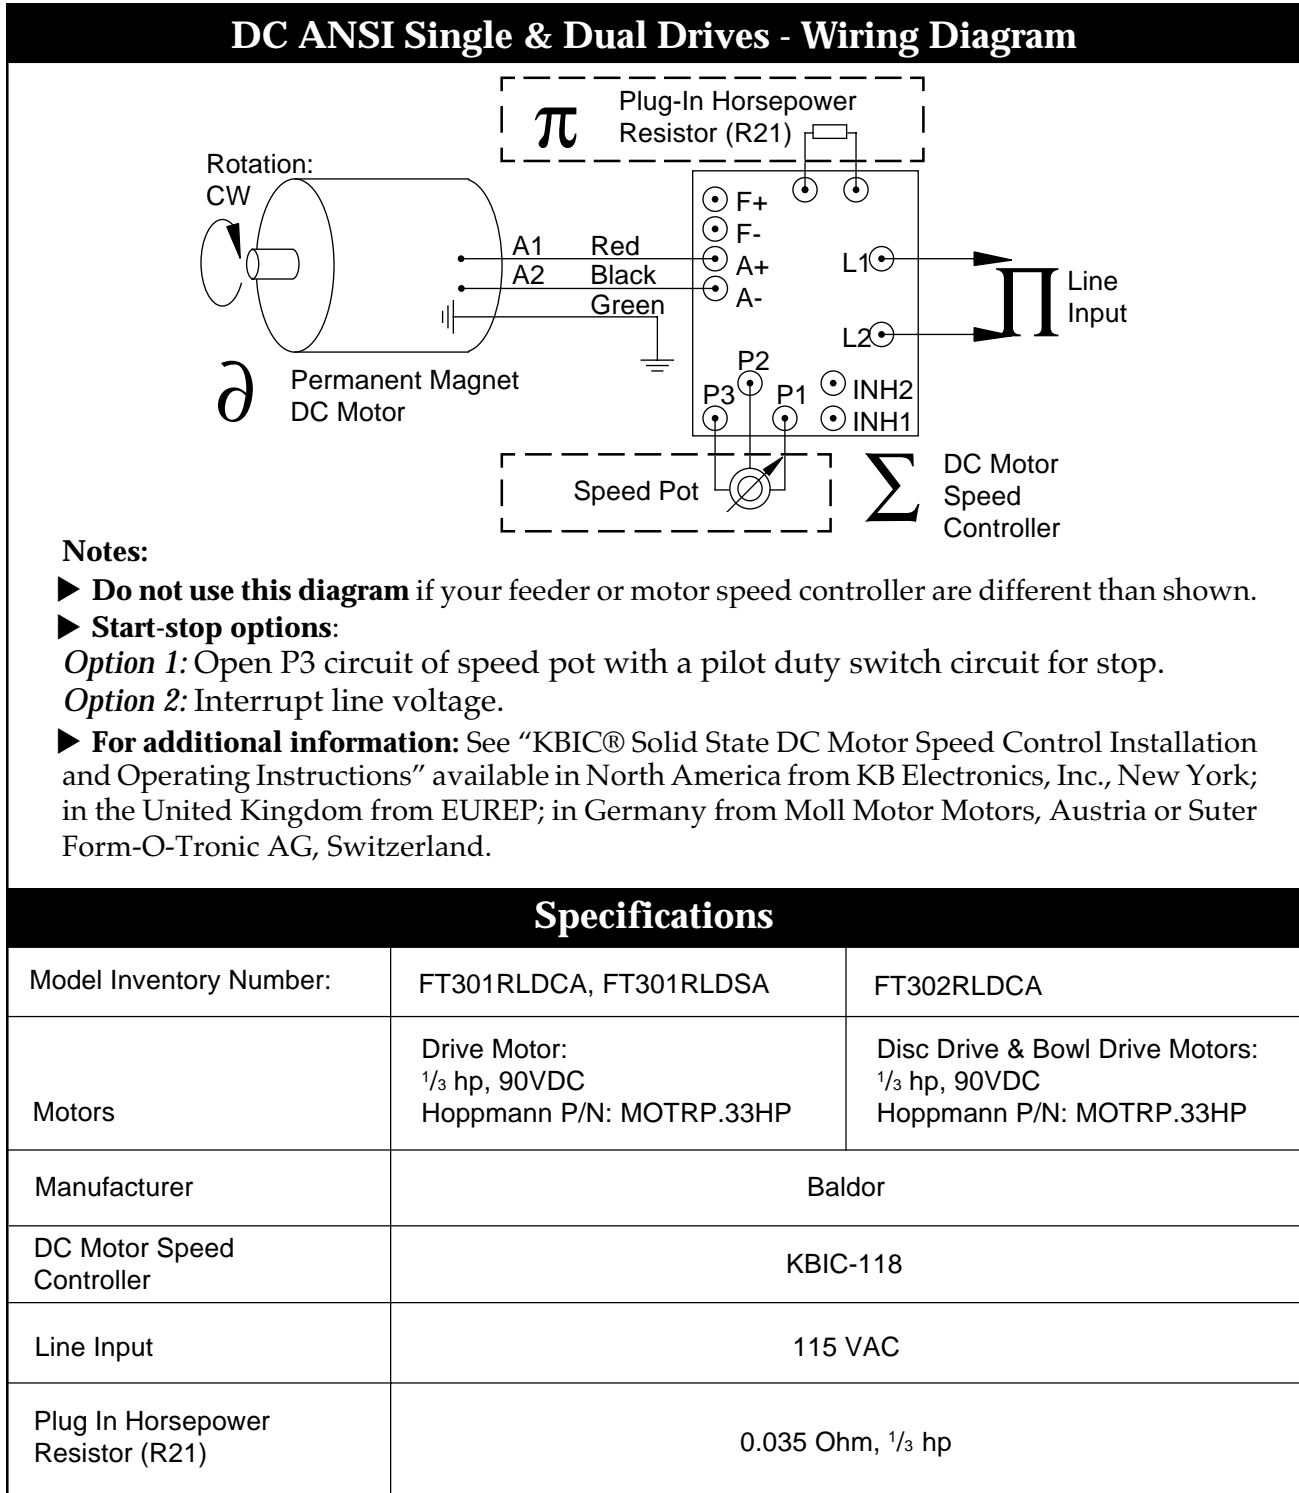 DC ANSI Single & Dual Drives - Wiring Diagram
π
Plug-In Horsepower
Resistor (R21)
Rotation:
CW
F+
F-
A1 Red
A+
A2 Black
A-
Green
L1
L2
∏
Line
Input
P2
P3
P1
INH2
INH1
∂
Permanent Magnet
DC Motor
Speed Pot
∑
DC Motor
Speed
Controller
Notes:
▶ Do not use this diagram if your feeder or motor speed controller are different than shown.
▶ Start-stop options:
Option 1: Open P3 circuit of speed pot with a pilot duty switch circuit for stop.
Option 2: Interrupt line voltage.
▶ For additional information: See “KBIC® Solid State DC Motor Speed Control Installation
and Operating Instructions” available in North America from KB Electronics, Inc., New York;
in the United Kingdom from EUREP; in Germany from Moll Motor Motors, Austria or Suter
Form-O-Tronic AG, Switzerland.
Specifications
Model Inventory Number:
FT301RLDCA, FT301RLDSA
FT302RLDCA
Motors
Drive Motor:
1/3 hp, 90VDC
Hoppmann P/N: MOTRP.33HP
Disc Drive & Bowl Drive Motors:
1/3 hp, 90VDC
Hoppmann P/N: MOTRP.33HP
Manufacturer
Baldor
DC Motor Speed
Controller
KBIC-118
Line Input
115 VAC
Plug In Horsepower
Resistor (R21)
0.035 Ohm, 1/3 hp